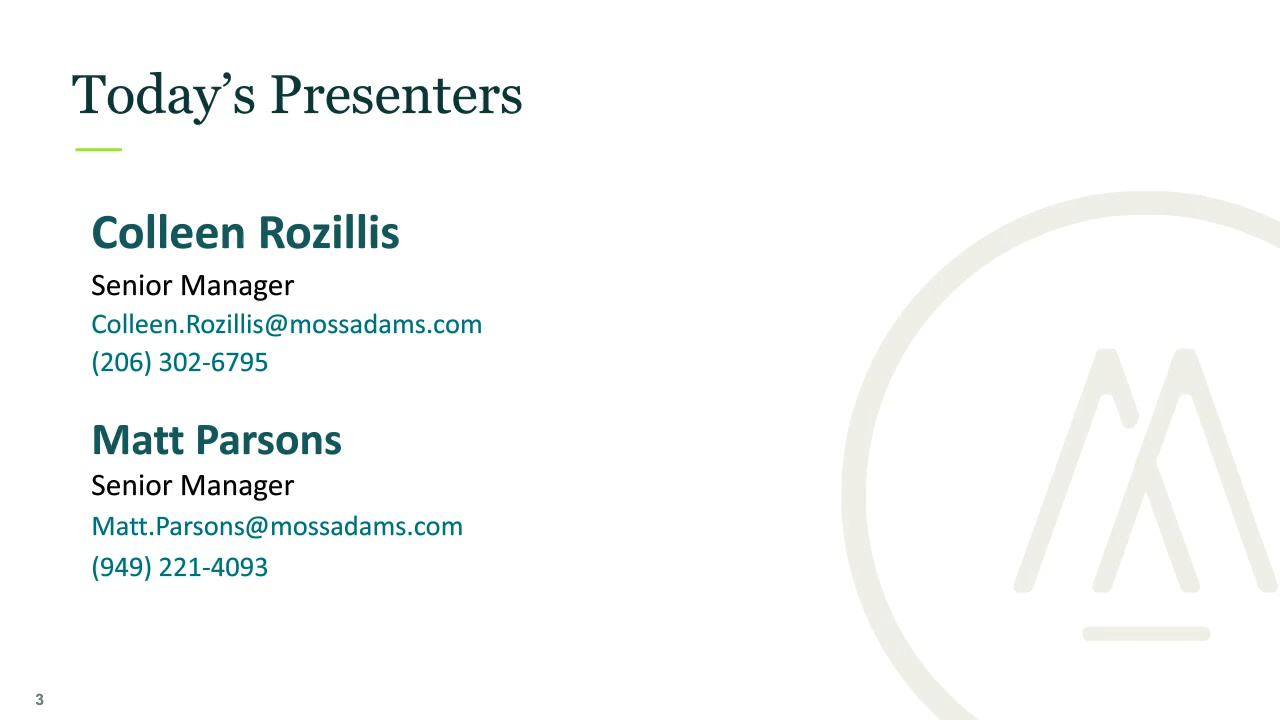 Today’s Presenters
Colleen Rozillis
Senior Manager
Colleen.Rozillis@mossadams.com
(206) 302-6795
Matt Parsons
Senior Manager
Matt.Parsons@mossadams.com
(949) 221-4093
3